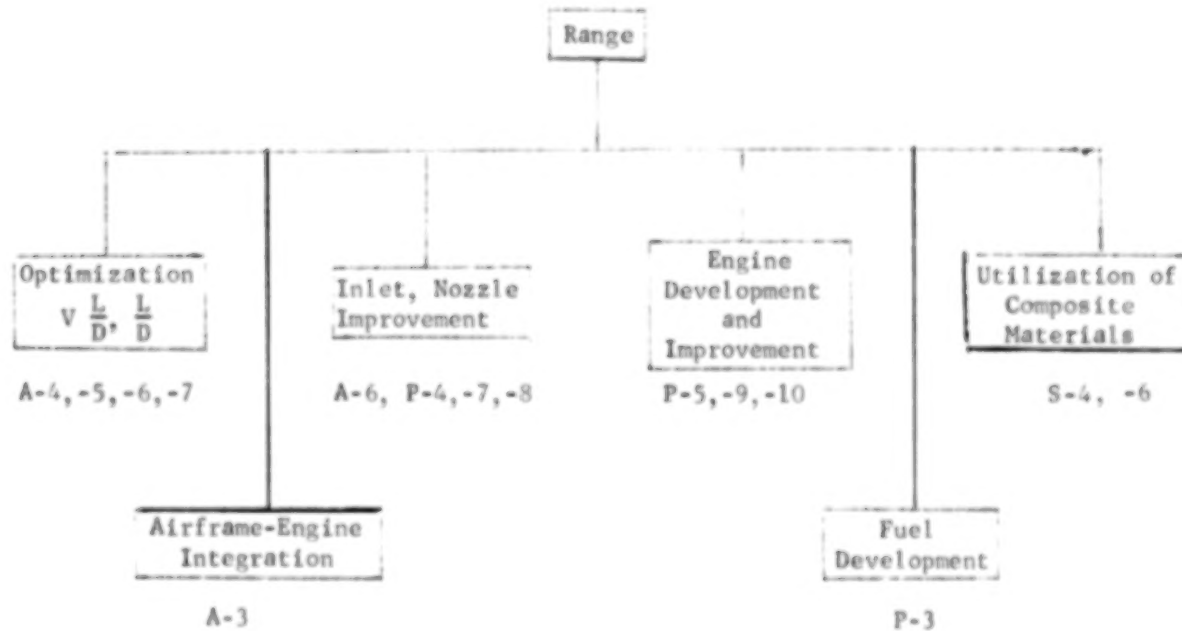 Range
Optimization
V L/D, L/D
Inlet, Nozzle
Improvement
Engine
Development
and
Improvement
Utilization of
Composite
Materials
A-4,-5,-6,-7
A-6, P-4,-7,-8
P-5,-9,-10
S-4, -6
Airframe-Engine
Integration
Fuel
Development
A-3
P-3